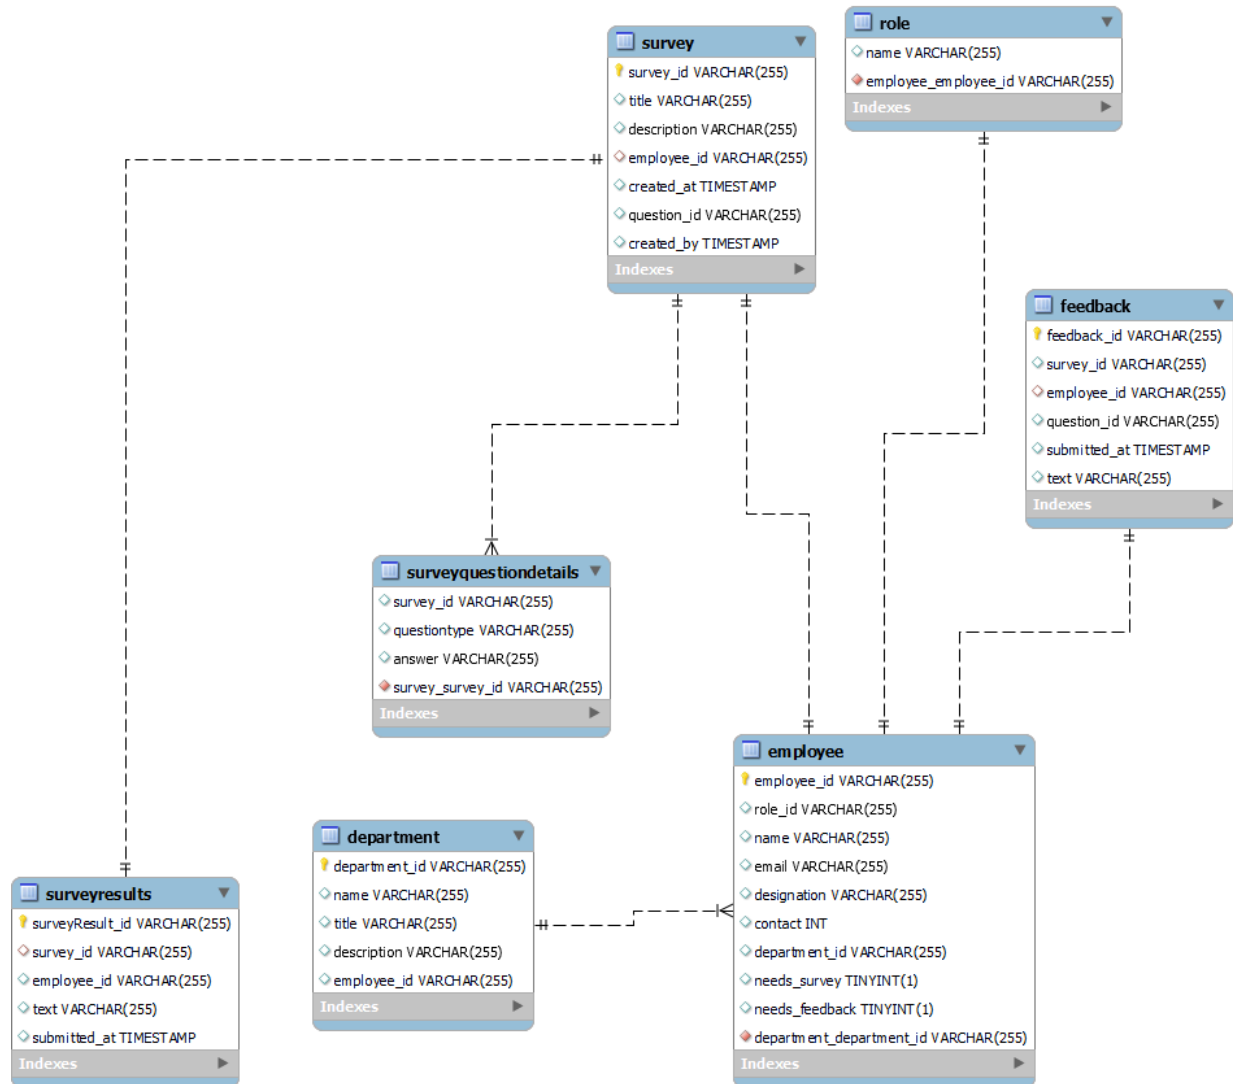 survey
survey_id VARCHAR(255)
title VARCHAR(255)
description VARCHAR(255)
employee_id VARCHAR(255)
created_at TIMESTAMP
question_id VARCHAR(255)
created_by TIMESTAMP
Indexes
role
name VARCHAR(255)
employee_employee_id VARCHAR(255)
Indexes
feedback
feedback_id VARCHAR(255)
survey_id VARCHAR(255)
employee_id VARCHAR(255)
question_id VARCHAR(255)
submitted_at TIMESTAMP
text VARCHAR(255)
Indexes
surveyquestiondetails
survey_id VARCHAR(255)
questiontype VARCHAR(255)
answer VARCHAR(255)
survey_survey_id VARCHAR(255)
Indexes
employee
employee_id VARCHAR(255)
role_id VARCHAR(255)
name VARCHAR(255)
email VARCHAR(255)
designation VARCHAR(255)
contact INT
department_id VARCHAR(255)
needs_survey TINYINT(1)
needs_feedback TINYINT(1)
department_department_id VARCHAR(255)
Indexes
department
department_id VARCHAR(255)
name VARCHAR(255)
title VARCHAR(255)
description VARCHAR(255)
employee_id VARCHAR(255)
Indexes
surveyresults
surveyResult_id VARCHAR(255)
survey_id VARCHAR(255)
employee_id VARCHAR(255)
text VARCHAR(255)
submitted_at TIMESTAMP
Indexes